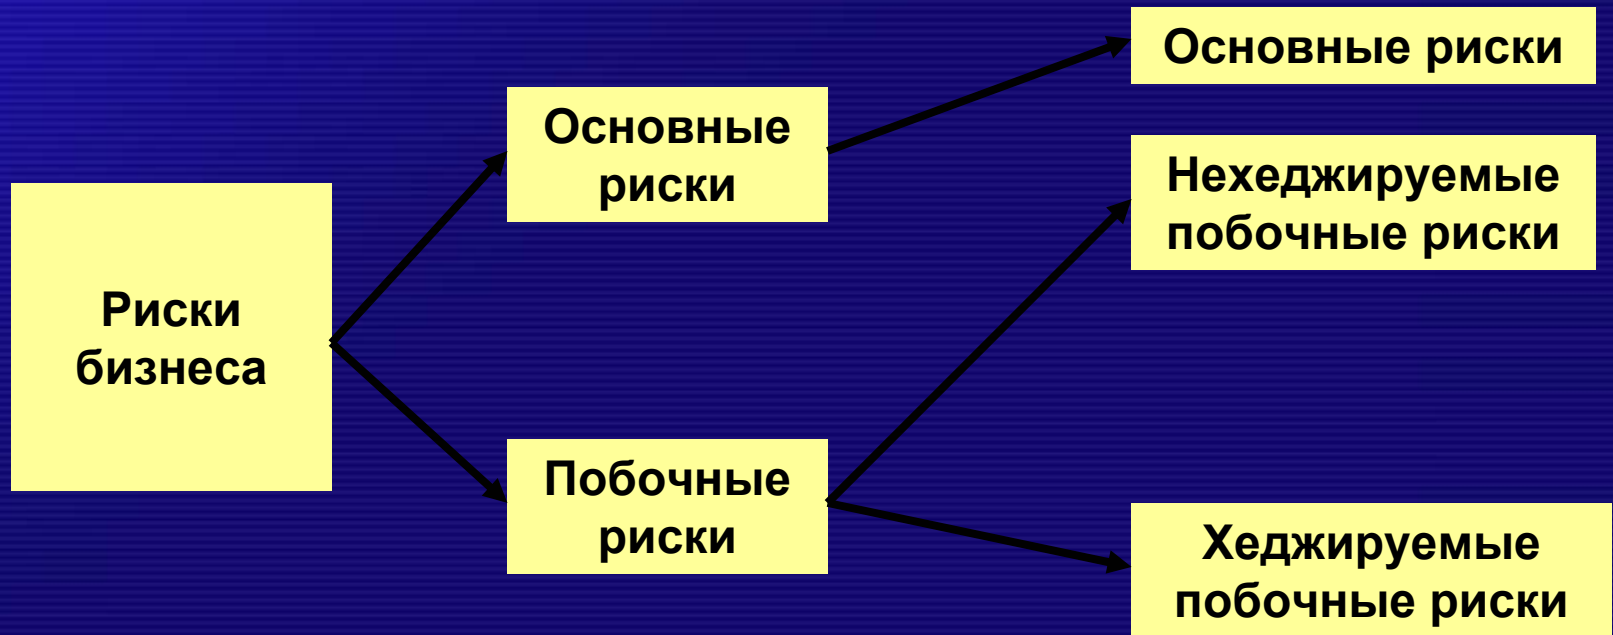 Риски
бизнеса
Основные
риски
Побочные
риски
Основные риски
Нехеджируемые
побочные риски
Хеджируемые
побочные риски